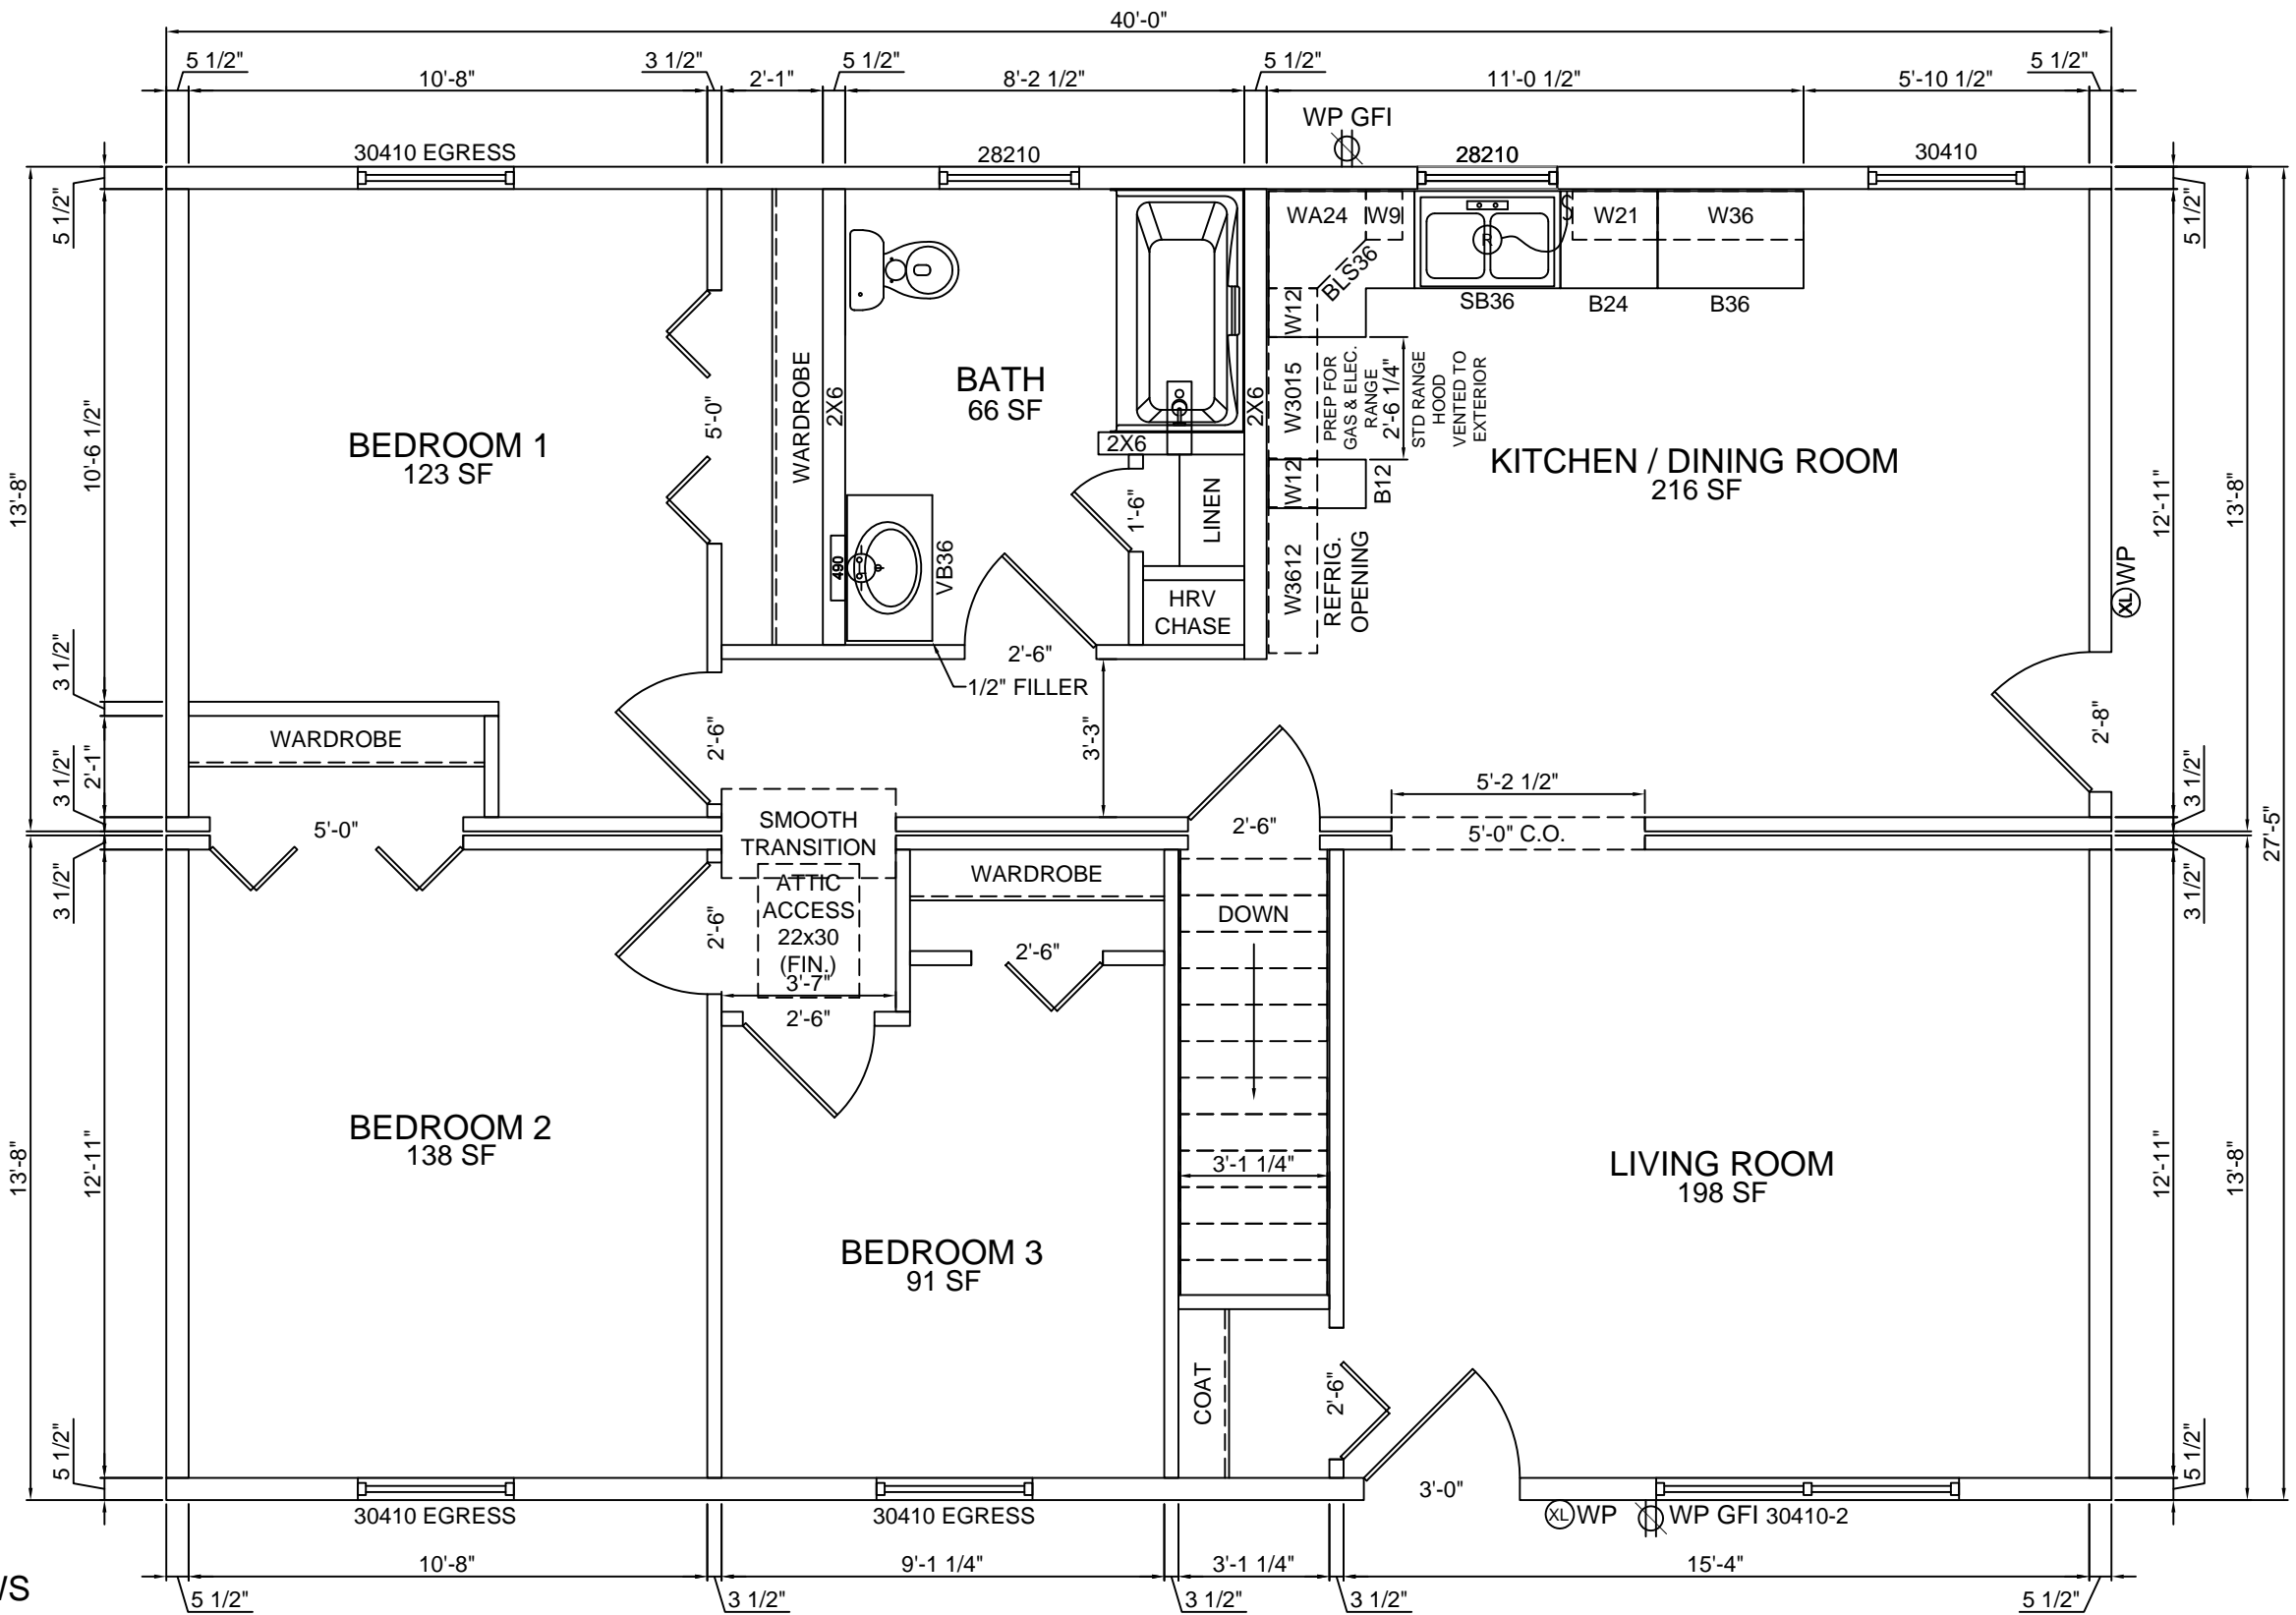 40'-0"
5 1/2"
10'-8"
3 1/2"
2'-1"
5 1/2"
8'-2 1/2"
5 1/2"
11'-0 1/2"
5'-10 1/2"
5 1/2"
WP GFI
30410 EGRESS
28210
28210
30410
5 1/2"
10'-6 1/2"
13'-8"
3 1/2"
2'-1"
3 1/2"
BEDROOM 1
123 SF
5'-0"
WARDROBE
2X6
BATH
66 SF
2X6
2X6
1'-6"
LINEN
490
VB36
HRV
CHASE
2'-6"
1/2" FILLER
WA24
W9
W21
W36
S
R
BLS36
SB36
B24
B36
W12
W3015
W12
W3612
PREP FOR
GAS & ELEC.
RANGE
2'-6 1/4"
STD RANGE
HOOD
VENTED TO
EXTERIOR
B12
REFRIG.
OPENING
KITCHEN / DINING ROOM
216 SF
XL WP
5 1/2"
12'-11"
13'-8"
27'-5"
3 1/2"
2'-8"
WARDROBE
5'-0"
2'-6"
3'-3"
SMOOTH
TRANSITION
2'-6"
5'-2 1/2"
5'-0" C.O.
3 1/2"
2'-6"
ATTIC
ACCESS
22x30
(FIN.)
3'-7"
2'-6"
WARDROBE
2'-6"
DOWN
3 1/2"
BEDROOM 2
138 SF
13'-8"
12'-11"
BEDROOM 3
91 SF
3'-1 1/4"
LIVING ROOM
198 SF
12'-11"
13'-8"
COAT
2'-6"
5 1/2"
3'-0"
5 1/2"
30410 EGRESS
30410 EGRESS
XL WP
WP GFI 30410-2
10'-8"
9'-1 1/4"
3'-1 1/4"
15'-4"
/S
5 1/2"
3 1/2"
3 1/2"
3 1/2"
5 1/2"